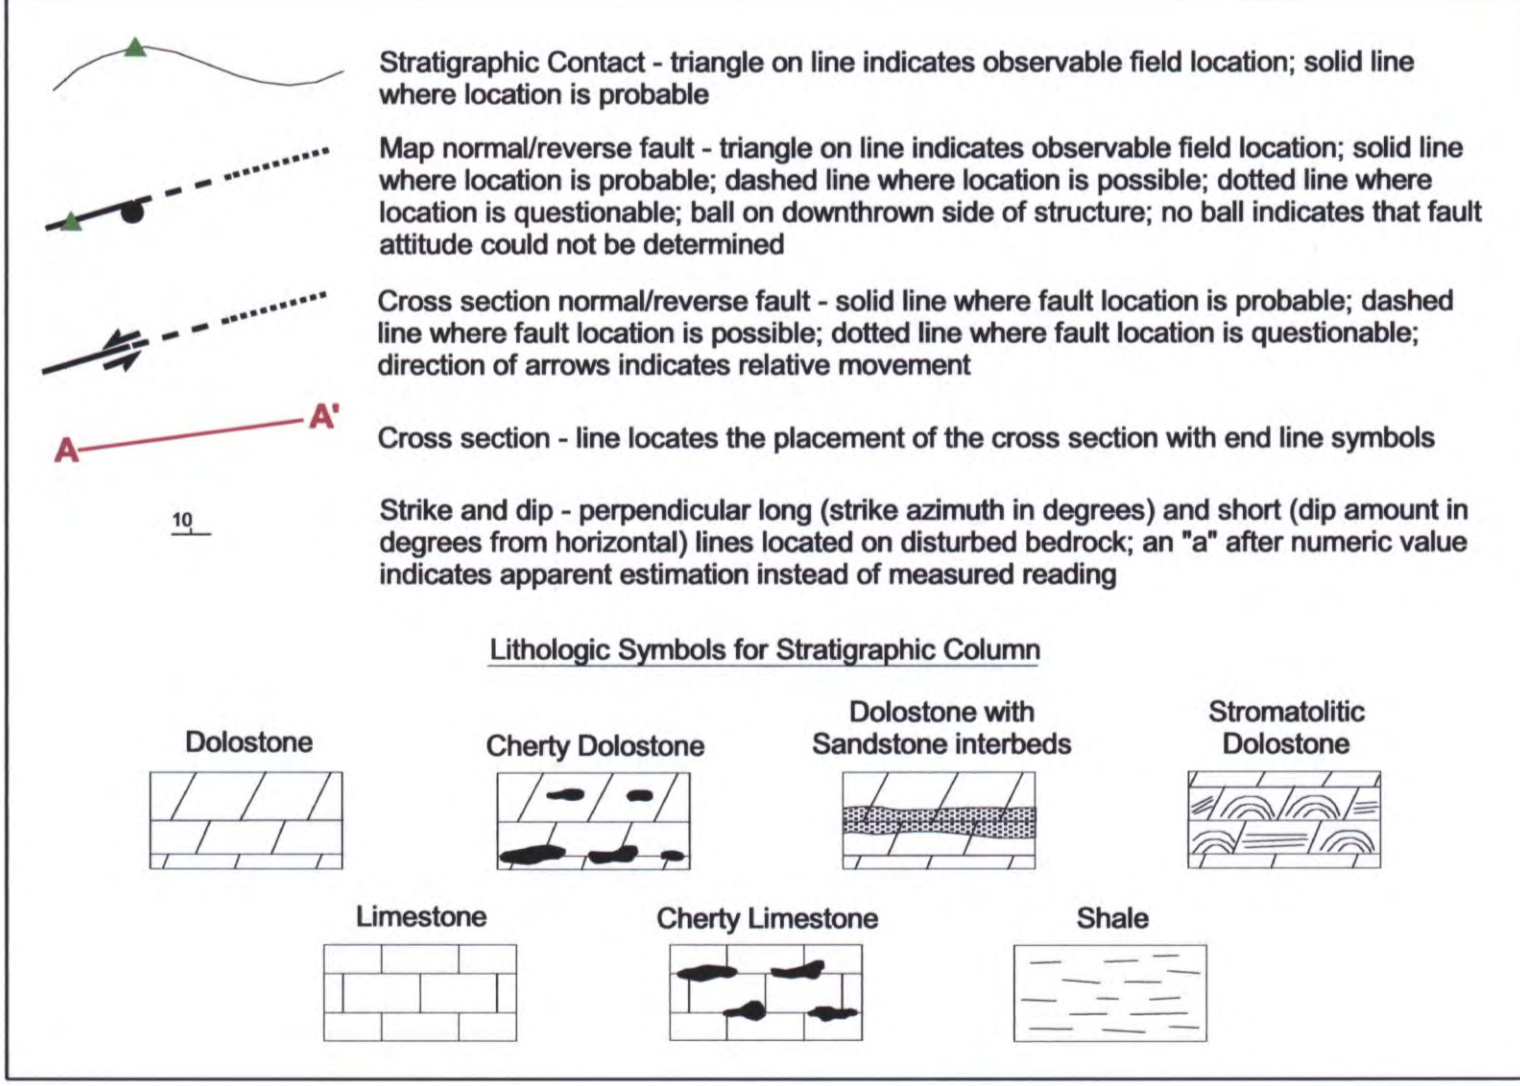 Stratigraphic Contact - triangle on line indicates observable field location; solid line
where location is probable
Map normal/reverse fault - triangle on line indicates observable field location; solid line
where location is probable; dashed line where location is possible; dotted line where
location is questionable; ball on downthrown side of structure; no ball indicates that fault
attitude could not be determined
Cross section normal/reverse fault - solid line where fault location is probable; dashed
line where fault location is possible; dotted line where fault location is questionable;
direction of arrows indicates relative movement
A A'
Cross section - line locates the placement of the cross section with end line symbols
10
Strike and dip - perpendicular long (strike azimuth in degrees) and short (dip amount in
degrees from horizontal) lines located on disturbed bedrock; an "a" after numeric value
indicates apparent estimation instead of measured reading
Lithologic Symbols for Stratigraphic Column
Dolostone
Cherty Dolostone
Dolostone with
Sandstone interbeds
Stromatolitic
Dolostone
Limestone
Cherty Limestone
Shale